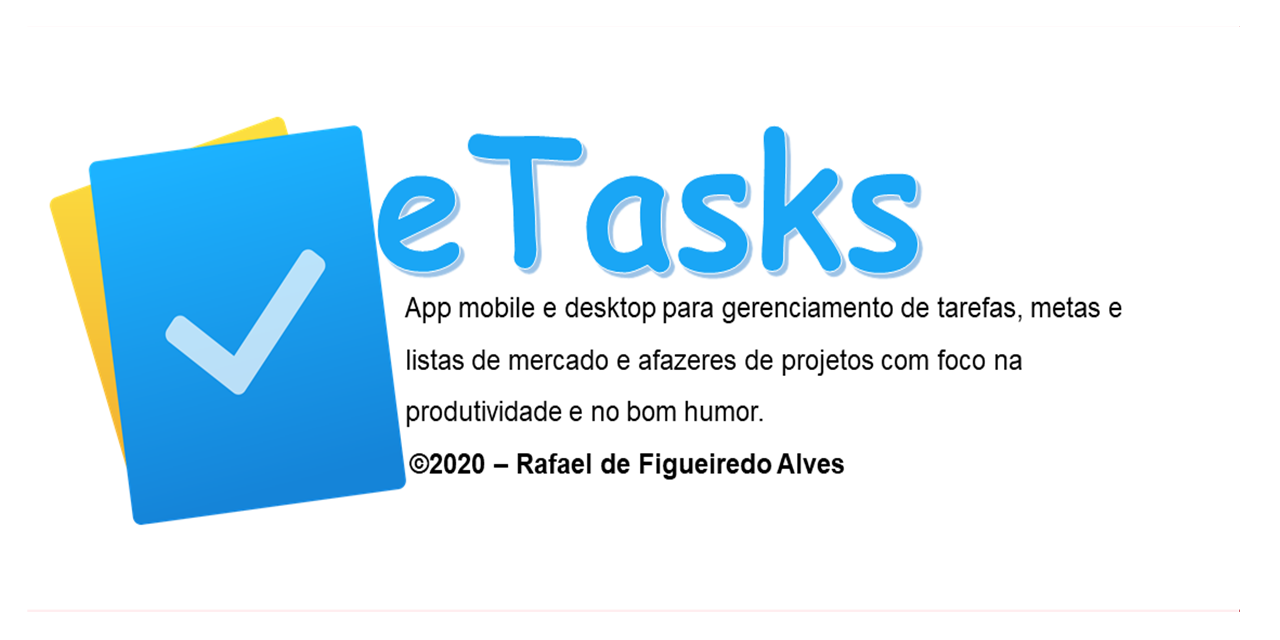 eTasks
App mobile e desktop para gerenciamento de tarefas, metas e
listas de mercado e afazeres de projetos com foco na
produtividade e no bom humor.
©2020 – Rafael de Figueiredo Alves